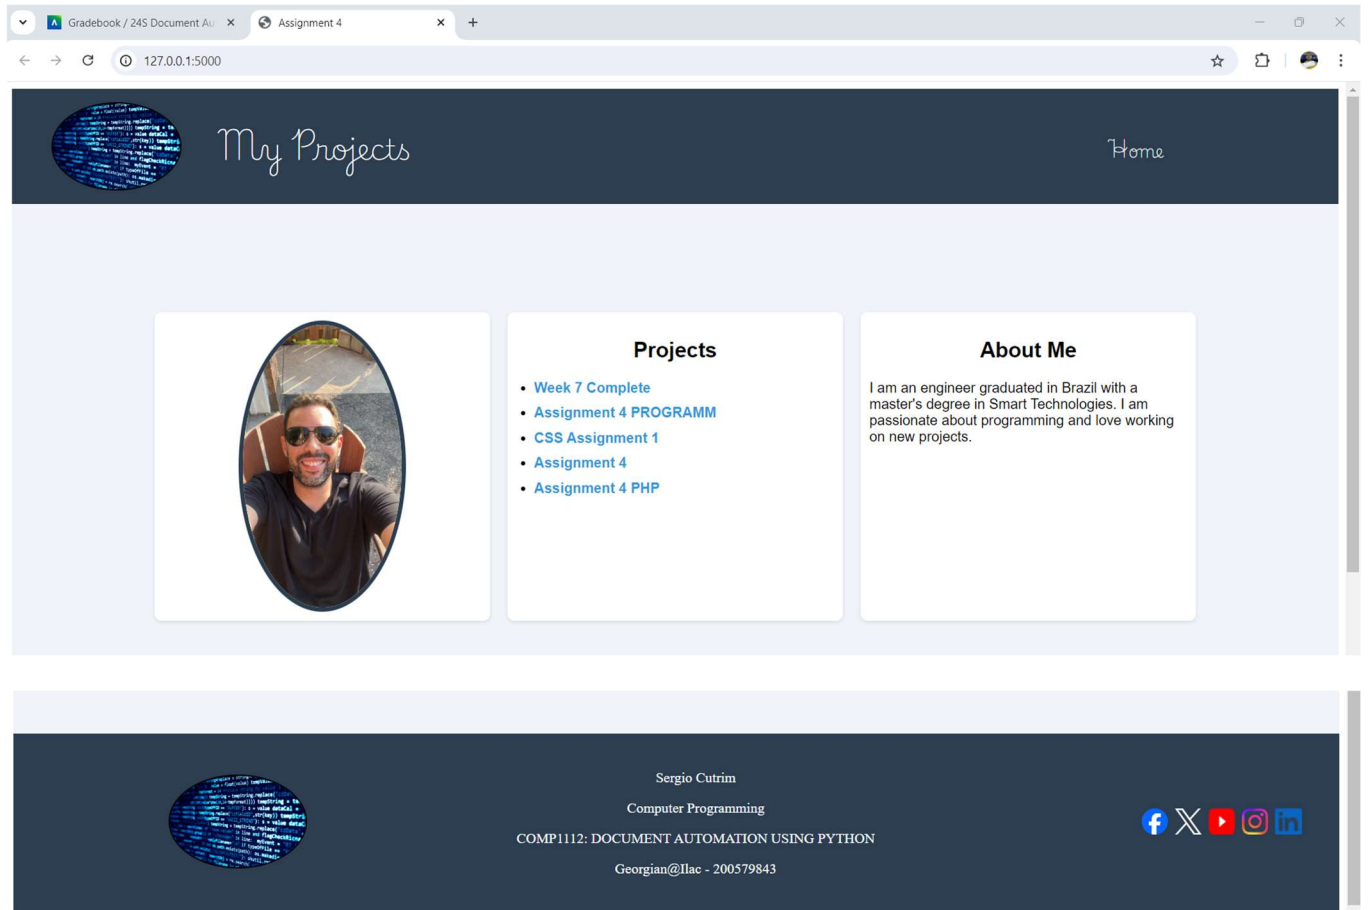 Gradebook / 24S Document Au
Assignment 4
127.0.0.1:5000
My Projects
Home
Projects
Week 7 Complete
Assignment 4 PROGRAMM
CSS Assignment 1
Assignment 4
Assignment 4 PHP
About Me
I am an engineer graduated in Brazil with a
master's degree in Smart Technologies. I am
passionate about programming and love working
on new projects.
Sergio Cutrim
Computer Programming
COMP1112: DOCUMENT AUTOMATION USING PYTHON
Georgian@Ilac - 200579843